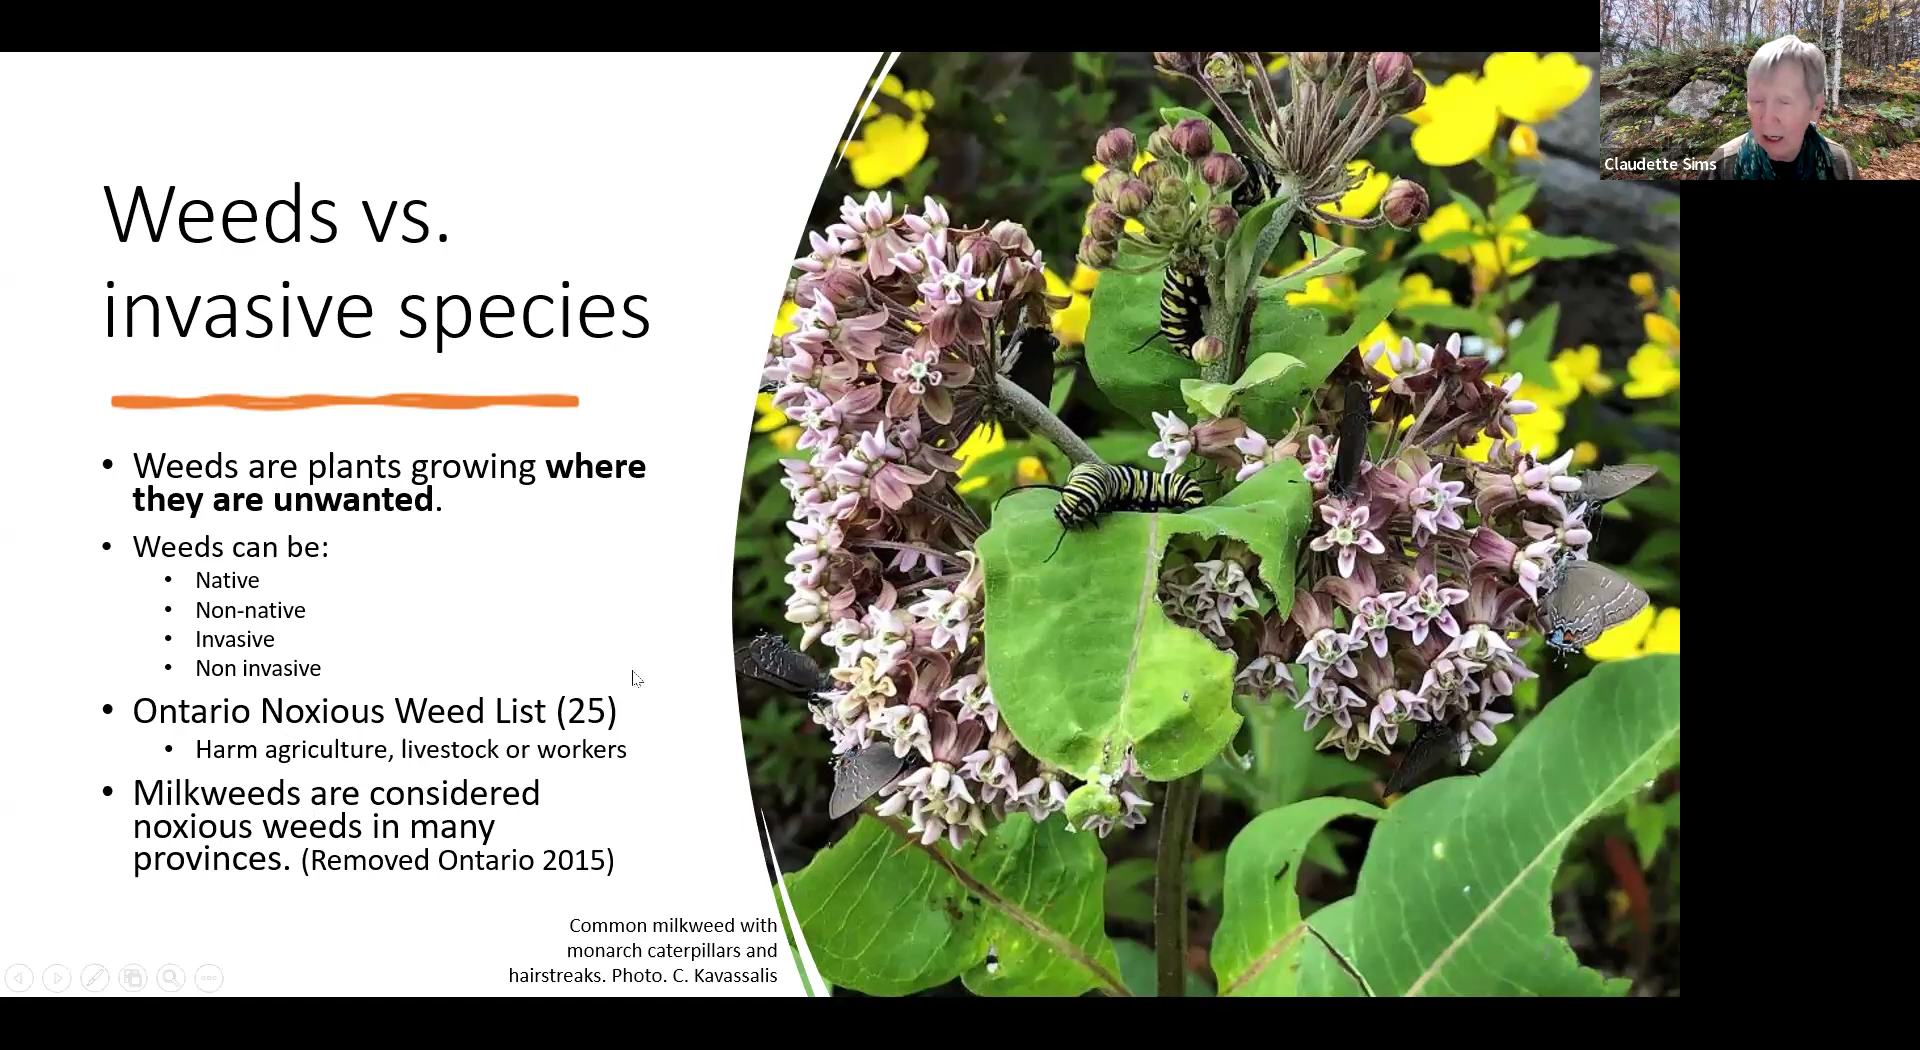 Weeds vs.
invasive species
• Weeds are plants growing where
they are unwanted.
• Weeds can be:
• Native
• Non-native
• Invasive
• Non invasive
• Ontario Noxious Weed List (25)
• Harm agriculture, livestock or workers
• Milkweeds are considered
noxious weeds in many
provinces. (Removed Ontario 2015)
Common milkweed with
monarch caterpillars and
hairstreaks. Photo. C. Kavassalis
Claudette Sims